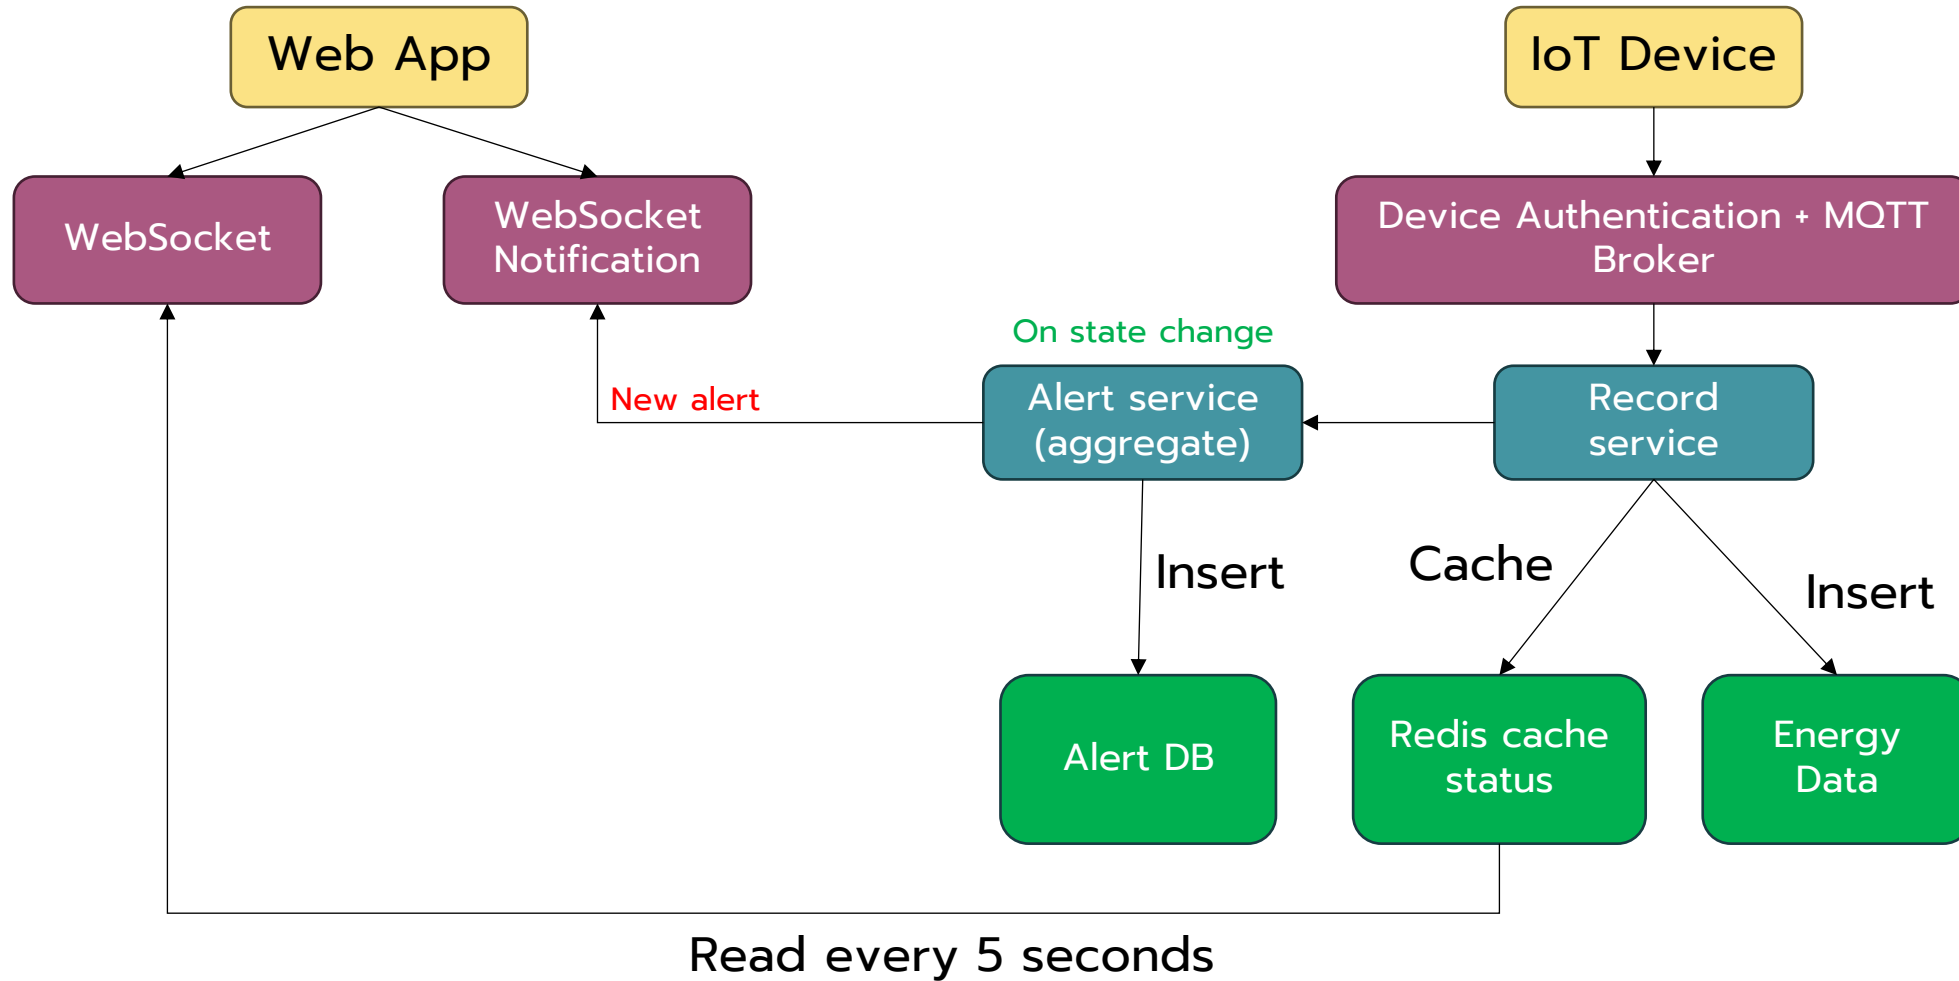 Web App
IoT Device
WebSocket
WebSocket
Notification
Device Authentication + MQTT
Broker
On state change
New alert
Alert service
(aggregate)
Record
service
Insert
Cache
Insert
Alert DB
Redis cache
status
Energy
Data
Read every 5 seconds